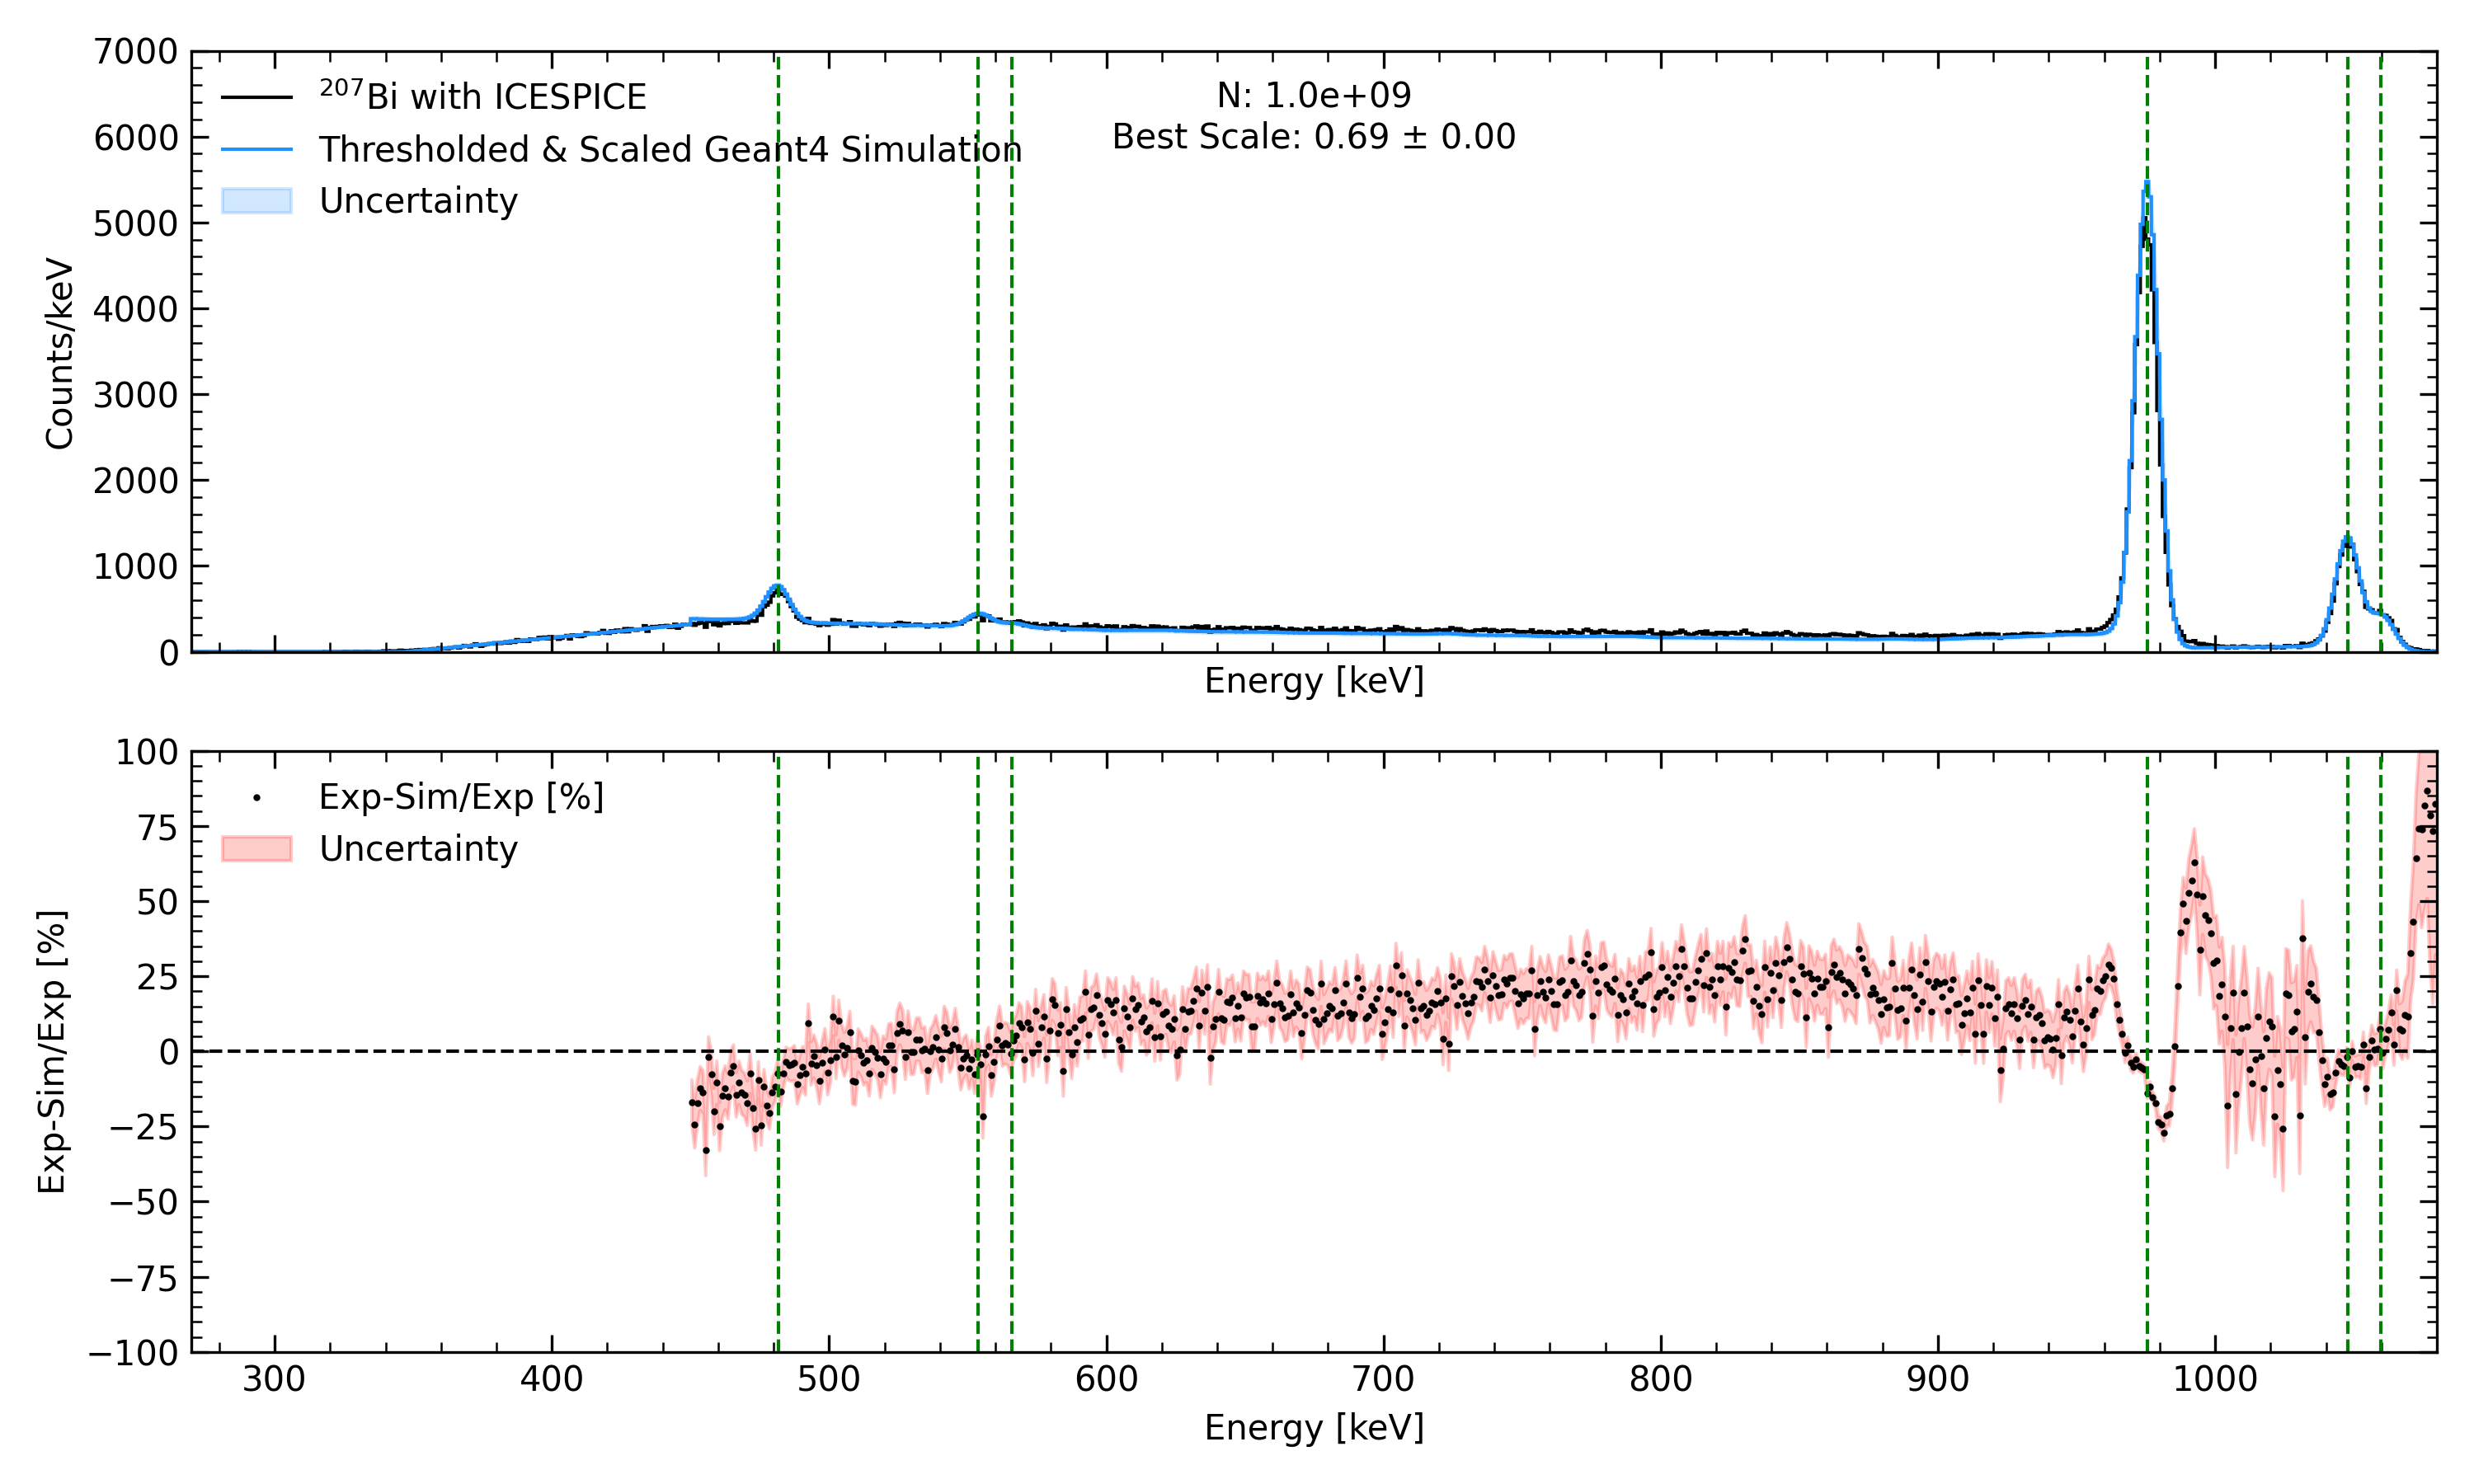 7000
6000
5000
4000
3000
2000
1000
0
Counts/keV
²⁰⁷Bi with ICESPICE
Thresholded & Scaled Geant4 Simulation
Uncertainty
N: 1.0e+09
Best Scale: 0.69 ± 0.00
Energy [keV]
100
75
50
25
0
−25
−50
−75
−100
Exp-Sim/Exp [%]
Exp-Sim/Exp [%]
Uncertainty
300 400 500 600 700 800 900 1000
Energy [keV]